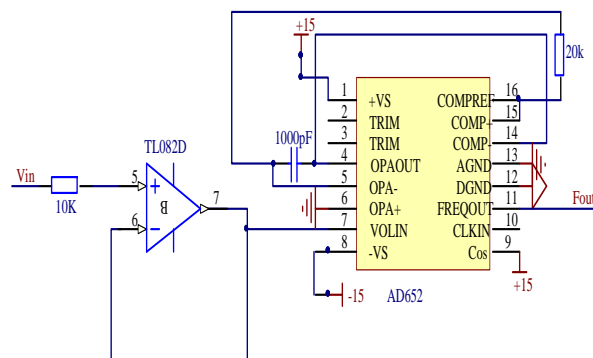 +15
20k
1 +VS COMPREF 16
2 TRIM COMP+ 15
3 TRIM COMP- 14
4 OPAOUT AGND 13
5 OPA- DGND 12
6 OPA+ FREQOUT 11
7 VOLIN CLKIN 10
8 -VS Cos 9
1000pF
TL082D
Vin
10K
5
6
7
B
Fout
-15
AD652
+15